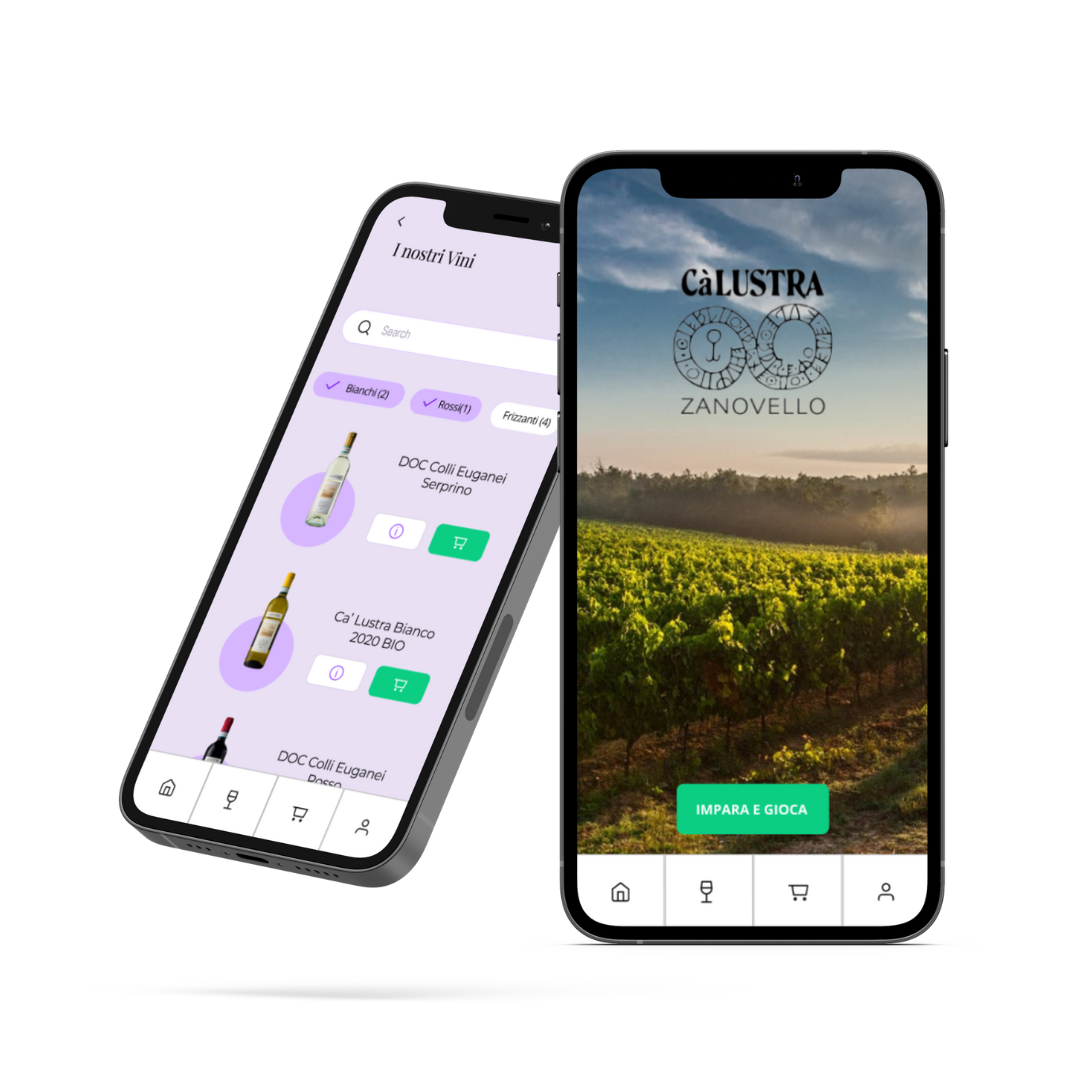 I nostri Vini
Search
Bianchi (2)
Rossi(1)
Frizzanti (4)
DOC Colli Euganei
Serprino
Ca' Lustra Bianco
2020 BIO
DOC Colli Euganei
Rosso
CàLUSTRA
ZANOVELLO
IMPARA E GIOCA